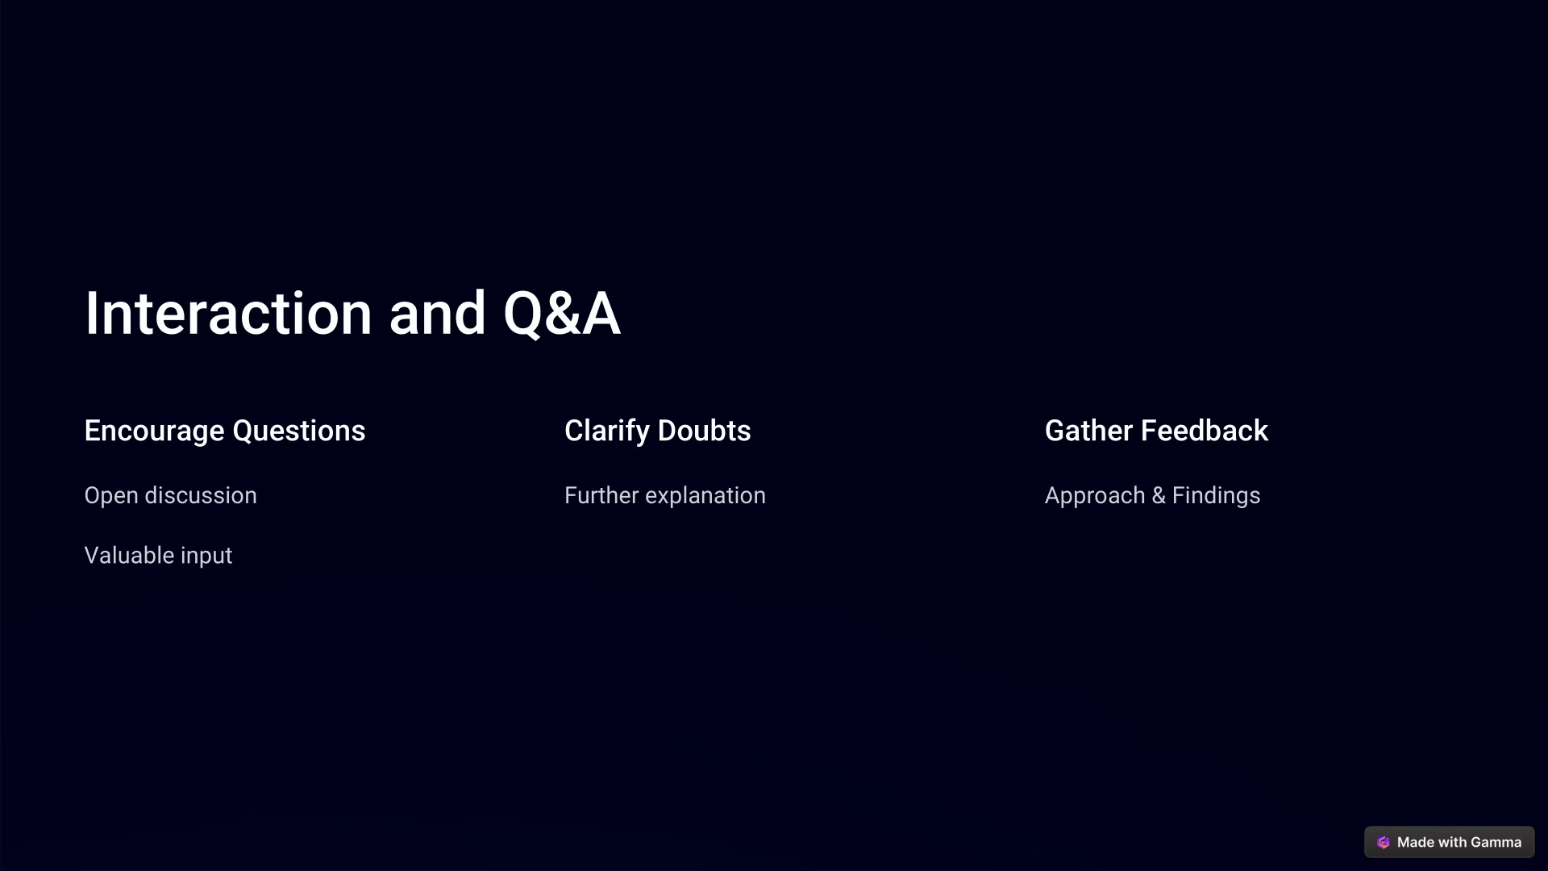 Interaction and Q&A
Encourage Questions
Open discussion
Valuable input
Clarify Doubts
Further explanation
Gather Feedback
Approach & Findings
Made with Gamma